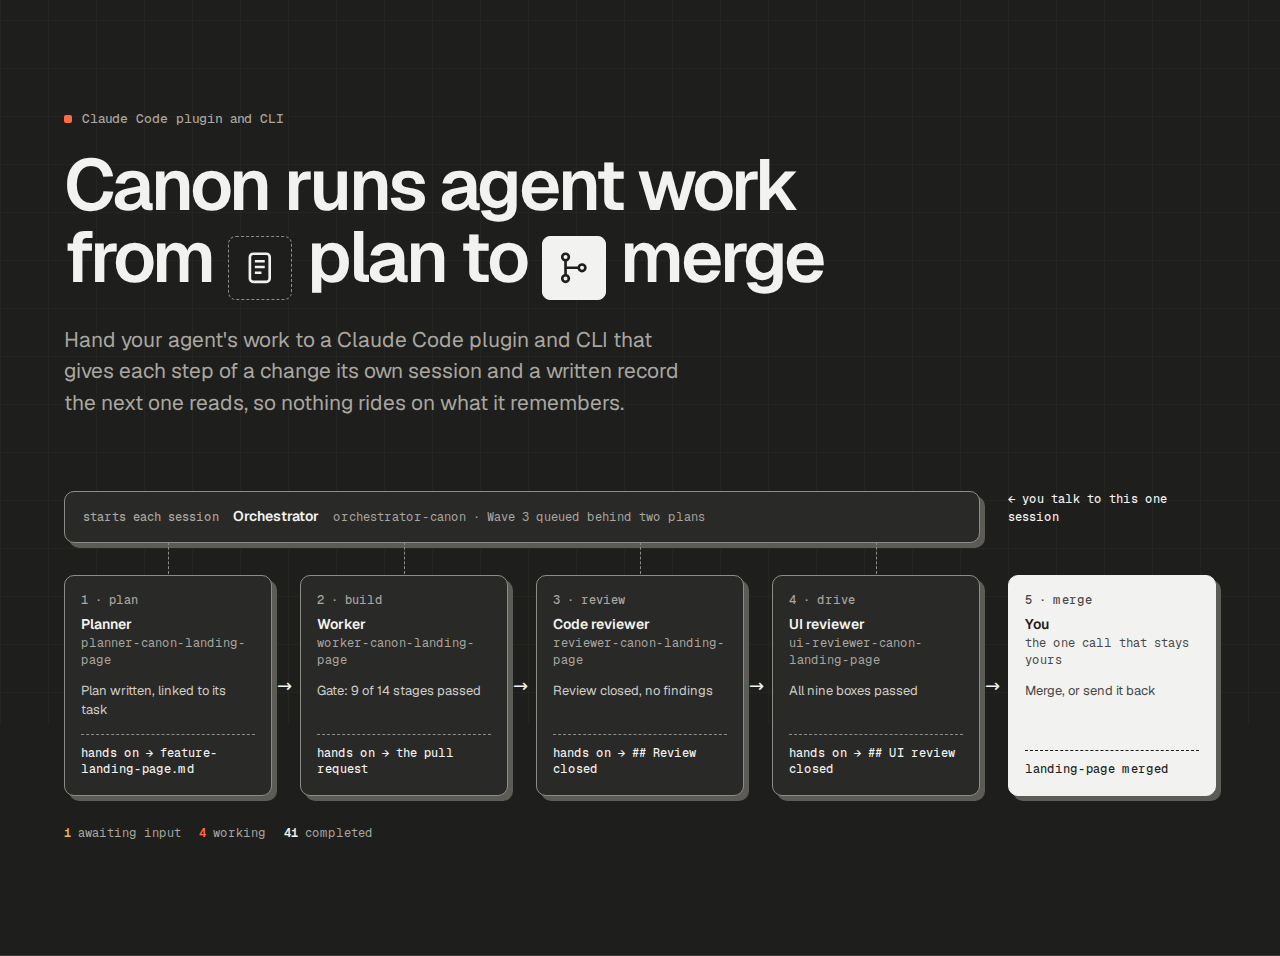 Claude Code plugin and CLI
Canon runs agent work
from plan to merge
Hand your agent's work to a Claude Code plugin and CLI that
gives each step of a change its own session and a written record
the next one reads, so nothing rides on what it remembers.
starts each session Orchestrator orchestrator-canon · Wave 3 queued behind two plans
← you talk to this one
session
1 · plan
Planner
planner-canon-landing-
page
Plan written, linked to its
task
hands on → feature-
landing-page.md
→
2 · build
Worker
worker-canon-landing-
page
Gate: 9 of 14 stages passed
hands on → the pull
request
→
3 · review
Code reviewer
reviewer-canon-landing-
page
Review closed, no findings
hands on → ## Review
closed
→
4 · drive
UI reviewer
ui-reviewer-canon-
landing-page
All nine boxes passed
hands on → ## UI review
closed
→
5 · merge
You
the one call that stays
yours
Merge, or send it back
landing-page merged
1 awaiting input 4 working 41 completed